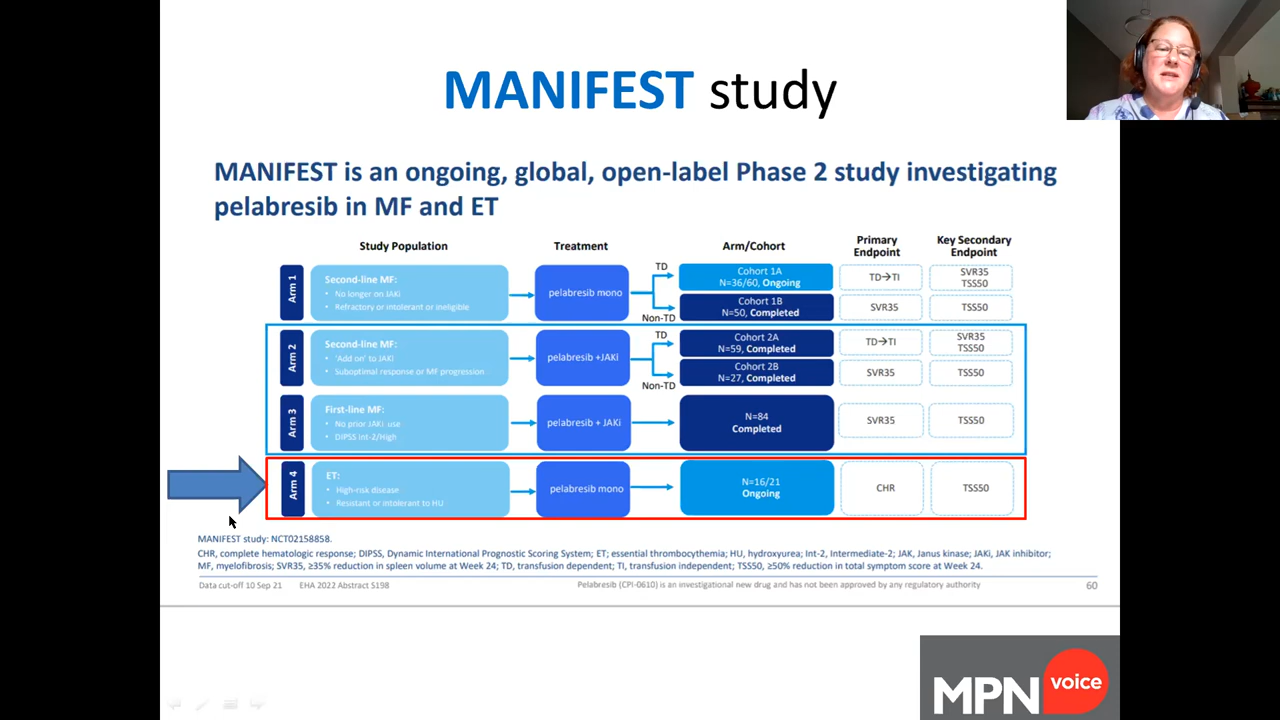 MANIFEST study
MANIFEST is an ongoing, global, open-label Phase 2 study investigating
pelabresib in MF and ET
Study Population
Treatment
Arm/Cohort
Primary
Endpoint
Key Secondary
Endpoint
Arm 1
Second-line MF:
• No longer on JAKi
• Refractory or intolerant or ineligible
pelabresib mono
TD
Non-TD
Cohort 1A
N=36/60, Ongoing
TD→TI
SVR35
TSS50
Cohort 1B
N=50, Completed
SVR35
TSS50
Arm 2
Second-line MF:
• 'Add on' to JAKi
• Suboptimal response or MF progression
pelabresib +JAKi
TD
Non-TD
Cohort 2A
N=59, Completed
TD→TI
SVR35
TSS50
Cohort 2B
N=27, Completed
SVR35
TSS50
Arm 3
First-line MF:
• No prior JAKi use
• DIPSS Int-2/High
pelabresib + JAKi
N=84
Completed
SVR35
TSS50
Arm 4
ET:
• High-risk disease
• Resistant or intolerant to HU
pelabresib mono
N=16/21
Ongoing
CHR
TSS50
MANIFEST study: NCT02158858.
CHR, complete hematologic response; DIPSS, Dynamic International Prognostic Scoring System; ET; essential thrombocythemia; HU, hydroxyurea; Int-2, Intermediate-2; JAK, Janus kinase; JAKi, JAK inhibitor;
MF, myelofibrosis; SVR35, ≥35% reduction in spleen volume at Week 24; TD, transfusion dependent; TI, transfusion independent; TSS50, ≥50% reduction in total symptom score at Week 24.
Data cut-off 10 Sep 21
EHA 2022 Abstract S198
Pelabresib (CPI-0610) is an investigational new drug and has not been approved by any regulatory authority
60
MPN voice